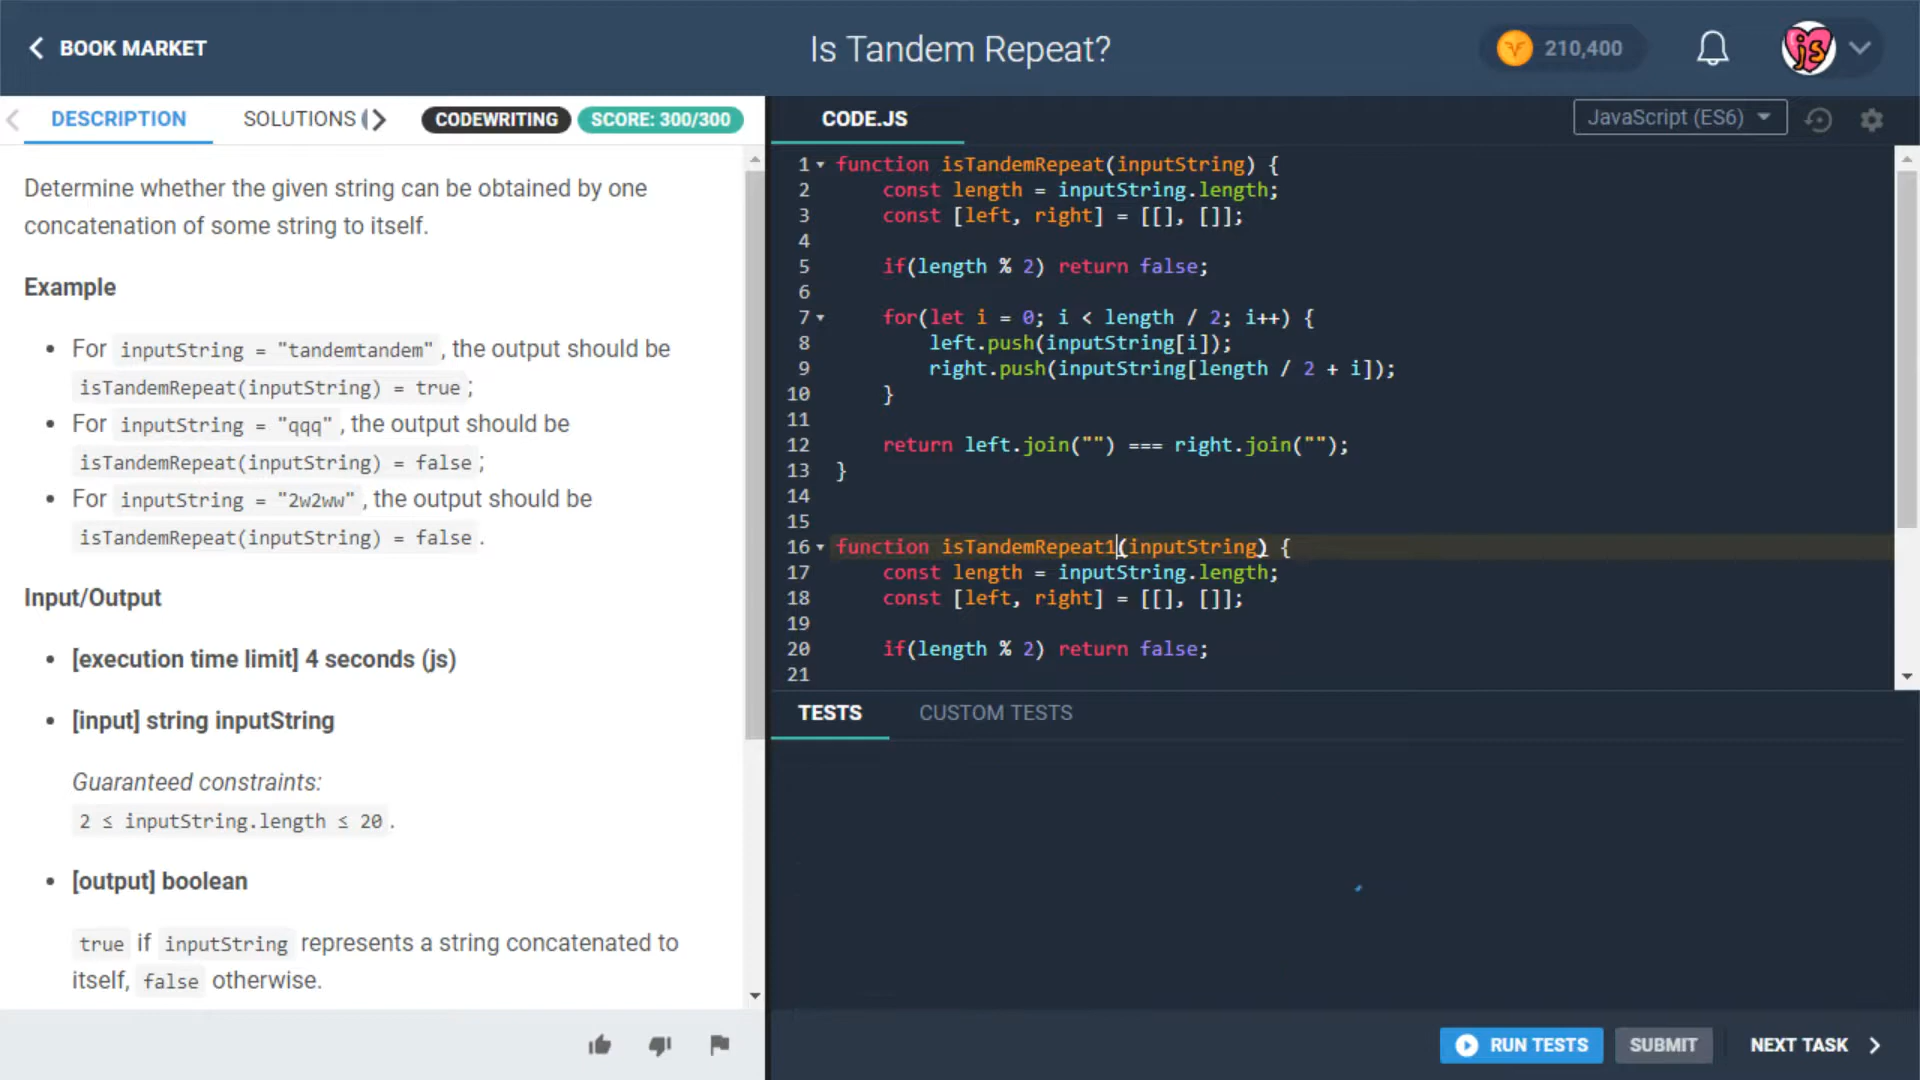 BOOK MARKET
Is Tandem Repeat?
210,400
js
DESCRIPTION
SOLUTIONS (
CODEWRITING
SCORE: 300/300
Determine whether the given string can be obtained by one
concatenation of some string to itself.
Example
For inputString = "tandemtandem", the output should be
isTandemRepeat(inputString) = true;
For inputString = "qqq", the output should be
isTandemRepeat(inputString) = false;
For inputString = "2w2ww", the output should be
isTandemRepeat(inputString) = false.
Input/Output
[execution time limit] 4 seconds (js)
[input] string inputString
Guaranteed constraints:
2 ≤ inputString.length ≤ 20.
[output] boolean
true if inputString represents a string concatenated to
itself, false otherwise.
CODE.JS
JavaScript (ES6)
1 function isTandemRepeat(inputString) {
2 const length = inputString.length;
3 const [left, right] = [[], []];
4
5 if(length % 2) return false;
6
7 for(let i = 0; i < length / 2; i++) {
8 left.push(inputString[i]);
9 right.push(inputString[length / 2 + i]);
10 }
11
12 return left.join("") === right.join("");
13 }
14
15
16 function isTandemRepeat1(inputString) {
17 const length = inputString.length;
18 const [left, right] = [[], []];
19
20 if(length % 2) return false;
21
TESTS
CUSTOM TESTS
RUN TESTS
SUBMIT
NEXT TASK